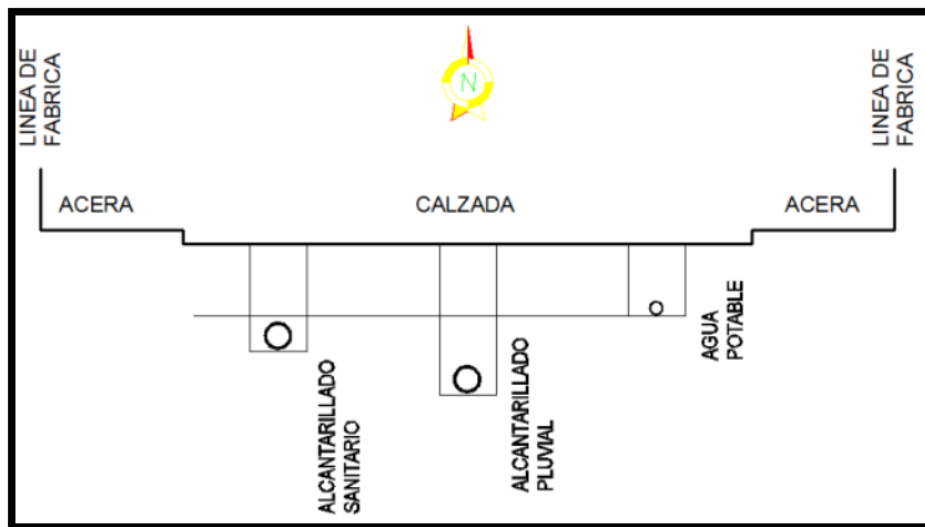 LINEA DE
FABRICA
N
LINEA DE
FABRICA
ACERA
CALZADA
ACERA
ALCANTARILLADO
SANITARIO
ALCANTARILLADO
PLUVIAL
AGUA
POTABLE